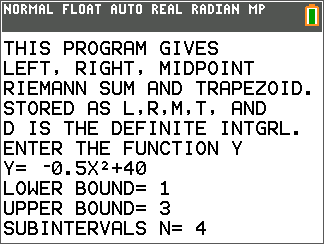 NORMAL FLOAT AUTO REAL RADIAN MP
THIS PROGRAM GIVES
LEFT, RIGHT, MIDPOINT
RIEMANN SUM AND TRAPEZOID.
STORED AS L,R,M,T, AND
D IS THE DEFINITE INTGRL.
ENTER THE FUNCTION Y
Y= ⁻0.5X²+40
LOWER BOUND= 1
UPPER BOUND= 3
SUBINTERVALS N= 4